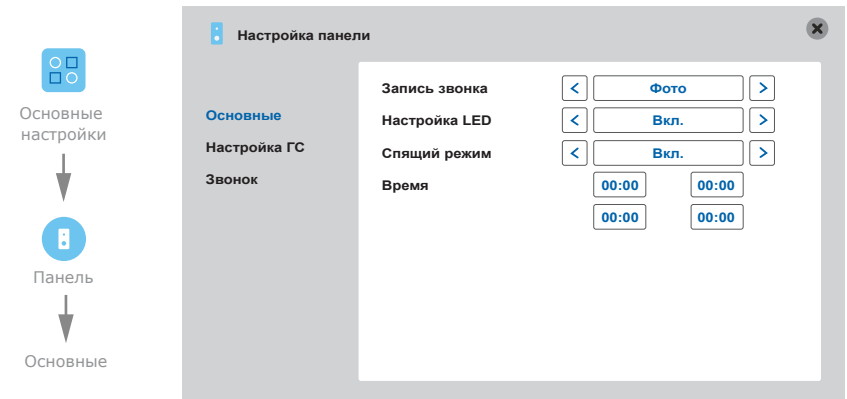 Основные
настройки
Панель
Основные
Настройка панели
Основные
Настройка ГС
Звонок
Запись звонка < Фото >
Настройка LED < Вкл. >
Спящий режим < Вкл. >
Время 00:00 00:00
00:00 00:00